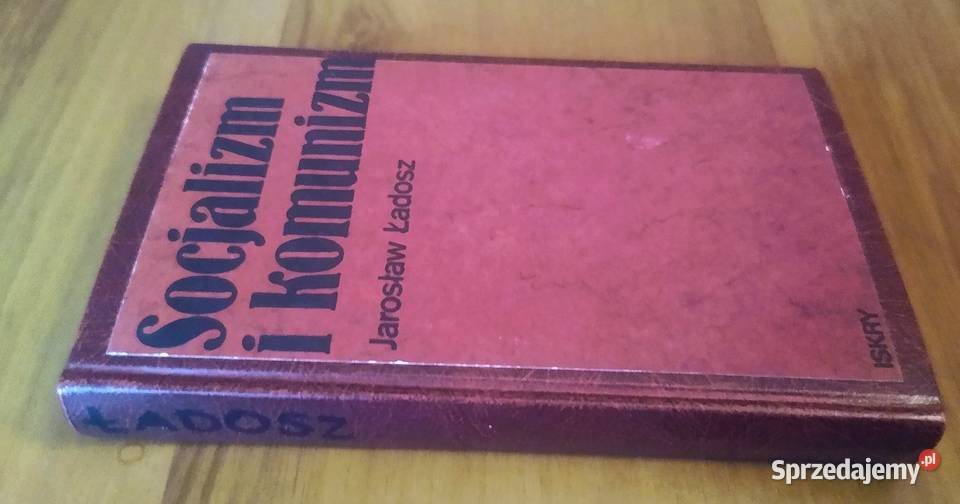 Socjalizm
i komunizm
Jarosław Ładosz
ISKRY
ŁADOSZ
Sprzedajemy.pl